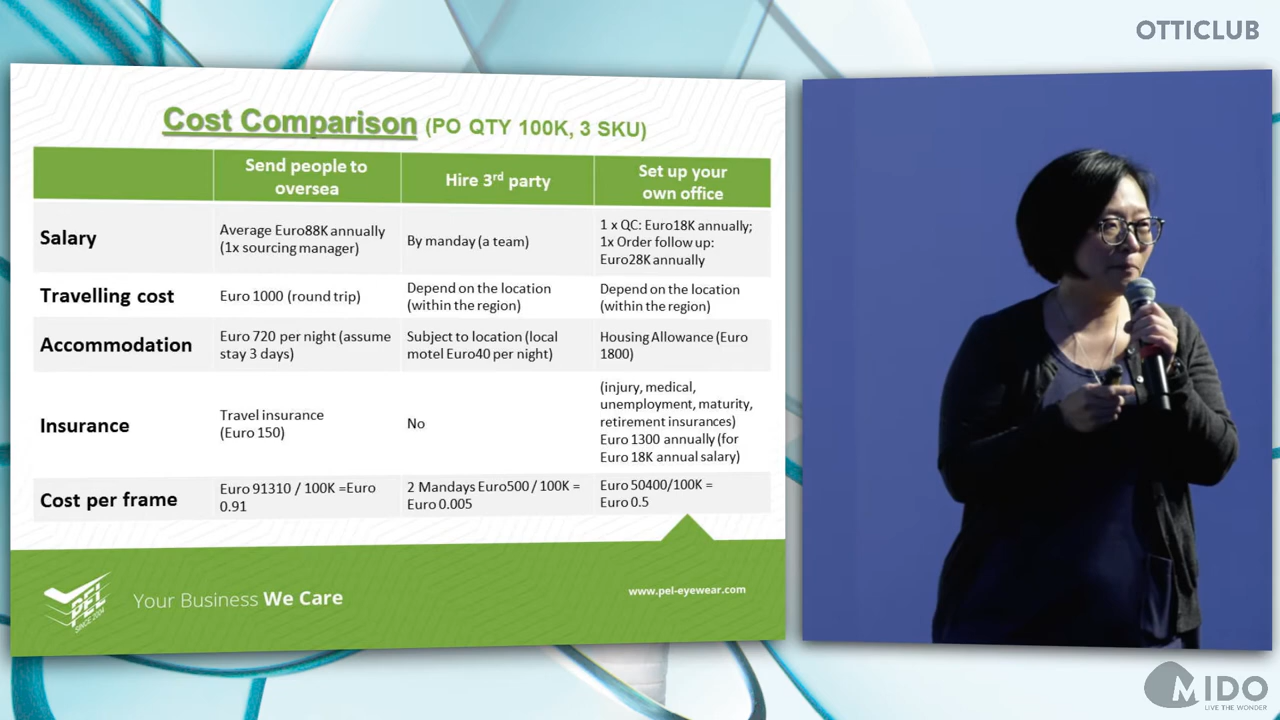 OTTICLUB
Cost Comparison (PO QTY 100K, 3 SKU)
Send people to
oversea
Hire 3rd party
Set up your
own office
Salary
Average Euro88K annually
(1x sourcing manager)
By manday (a team)
1 x QC: Euro18K annually;
1x Order follow up:
Euro28K annually
Travelling cost
Euro 1000 (round trip)
Depend on the location
(within the region)
Depend on the location
(within the region)
Accommodation
Euro 720 per night (assume
stay 3 days)
Subject to location (local
motel Euro40 per night)
Housing Allowance (Euro
1800)
Insurance
Travel insurance
(Euro 150)
No
(injury, medical,
unemployment, maturity,
retirement insurances)
Euro 1300 annually (for
Euro 18K annual salary)
Cost per frame
Euro 91310 / 100K =Euro
0.91
2 Mandays Euro500 / 100K =
Euro 0.005
Euro 50400/100K =
Euro 0.5
PEL
SINCE 2004
Your Business We Care
www.pel-eyewear.com
MIDO
LIVE THE WONDER